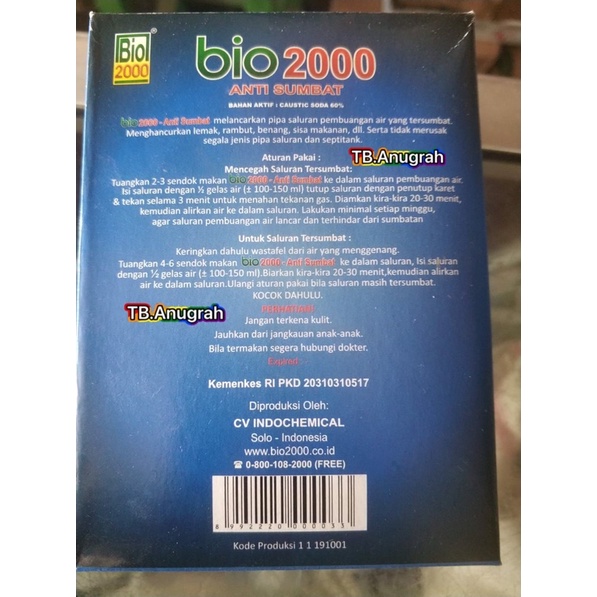 Bio
2000
®
bio 2000
ANTI SUMBAT
BAHAN AKTIF : CAUSTIC SODA 60%
bio 2000 - Anti Sumbat melancarkan pipa saluran pembuangan air yang tersumbat.
Menghancurkan lemak, rambut, benang, sisa makanan, dll. Serta tidak merusak
segala jenis pipa saluran dan septitank.
TB.Anugrah
Aturan Pakai :
Mencegah Saluran Tersumbat:
Tuangkan 2-3 sendok makan bio 2000 - Anti Sumbat ke dalam saluran pembuangan air.
Isi saluran dengan ½ gelas air (± 100-150 ml) tutup saluran dengan penutup karet
& tekan selama 3 menit untuk menahan tekanan gas. Diamkan kira-kira 20-30 menit,
kemudian alirkan air ke dalam saluran. Lakukan minimal setiap minggu,
agar saluran pembuangan air lancar dan terhindar dari sumbatan
Untuk Saluran Tersumbat :
Keringkan dahulu wastafel dari air yang menggenang.
Tuangkan 4-6 sendok makan bio 2000 - Anti Sumbat ke dalam saluran, Isi saluran
dengan ½ gelas air (± 100-150 ml).Biarkan kira-kira 20-30 menit,kemudian alirkan
air ke dalam saluran.Ulangi aturan pakai bila saluran masih tersumbat.
KOCOK DAHULU.
TB.Anugrah
PERHATIAN
Jangan terkena kulit.
Jauhkan dari jangkauan anak-anak.
Bila termakan segera hubungi dokter.
Expired :
Kemenkes RI PKD 20310310517
Diproduksi Oleh:
CV INDOCHEMICAL
Solo - Indonesia
www.bio2000.co.id
☎ 0-800-108-2000 (FREE)
8 992220 000033
Kode Produksi 1 1 191001